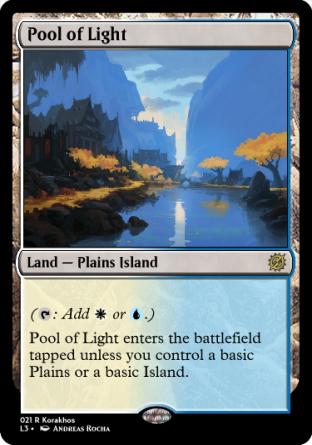 Pool of Light
Land — Plains Island
(: Add or .)
Pool of Light enters the battlefield
tapped unless you control a basic
Plains or a basic Island.
021 R Korakhos
L3 • Andreas Rocha